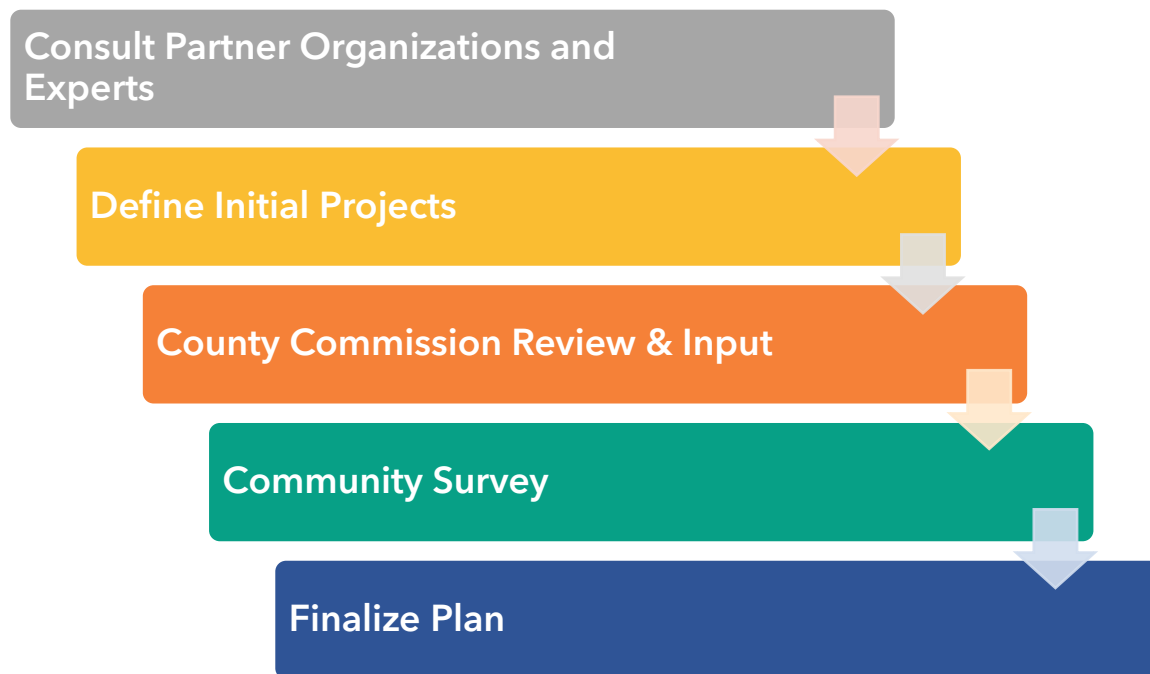 Consult Partner Organizations and
Experts
Define Initial Projects
County Commission Review & Input
Community Survey
Finalize Plan